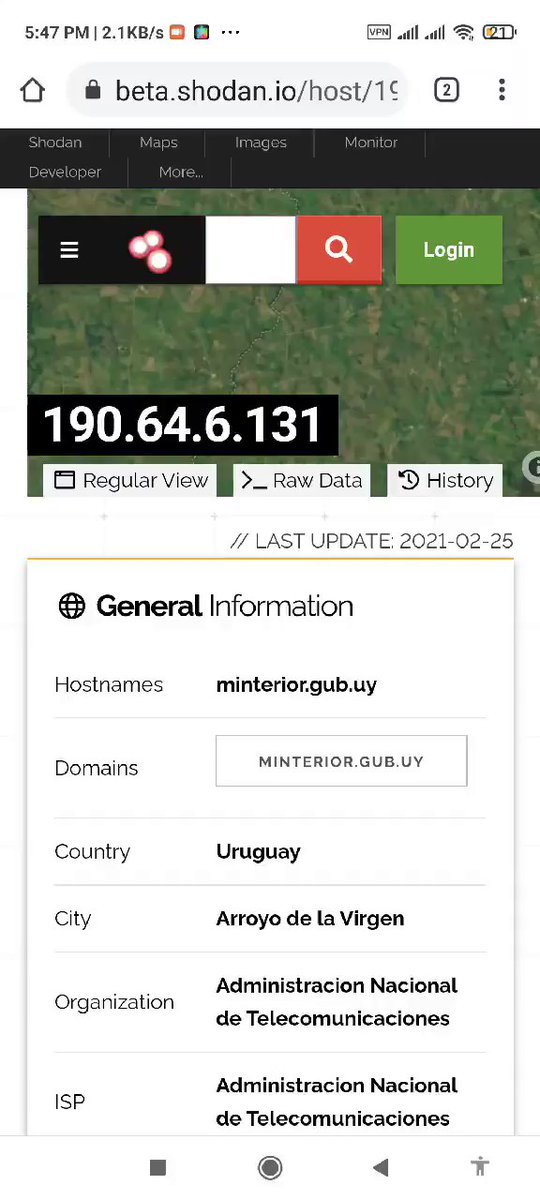 5:47 PM | 2.1KB/s ... VPN 21
beta.shodan.io/host/19 2
Shodan Maps Images Monitor
Developer More...
Login
190.64.6.131
Regular View Raw Data History
// LAST UPDATE: 2021-02-25
General Information
Hostnames minterior.gub.uy
Domains MINTERIOR.GUB.UY
Country Uruguay
City Arroyo de la Virgen
Organization Administracion Nacional
de Telecomunicaciones
ISP Administracion Nacional
de Telecomunicaciones